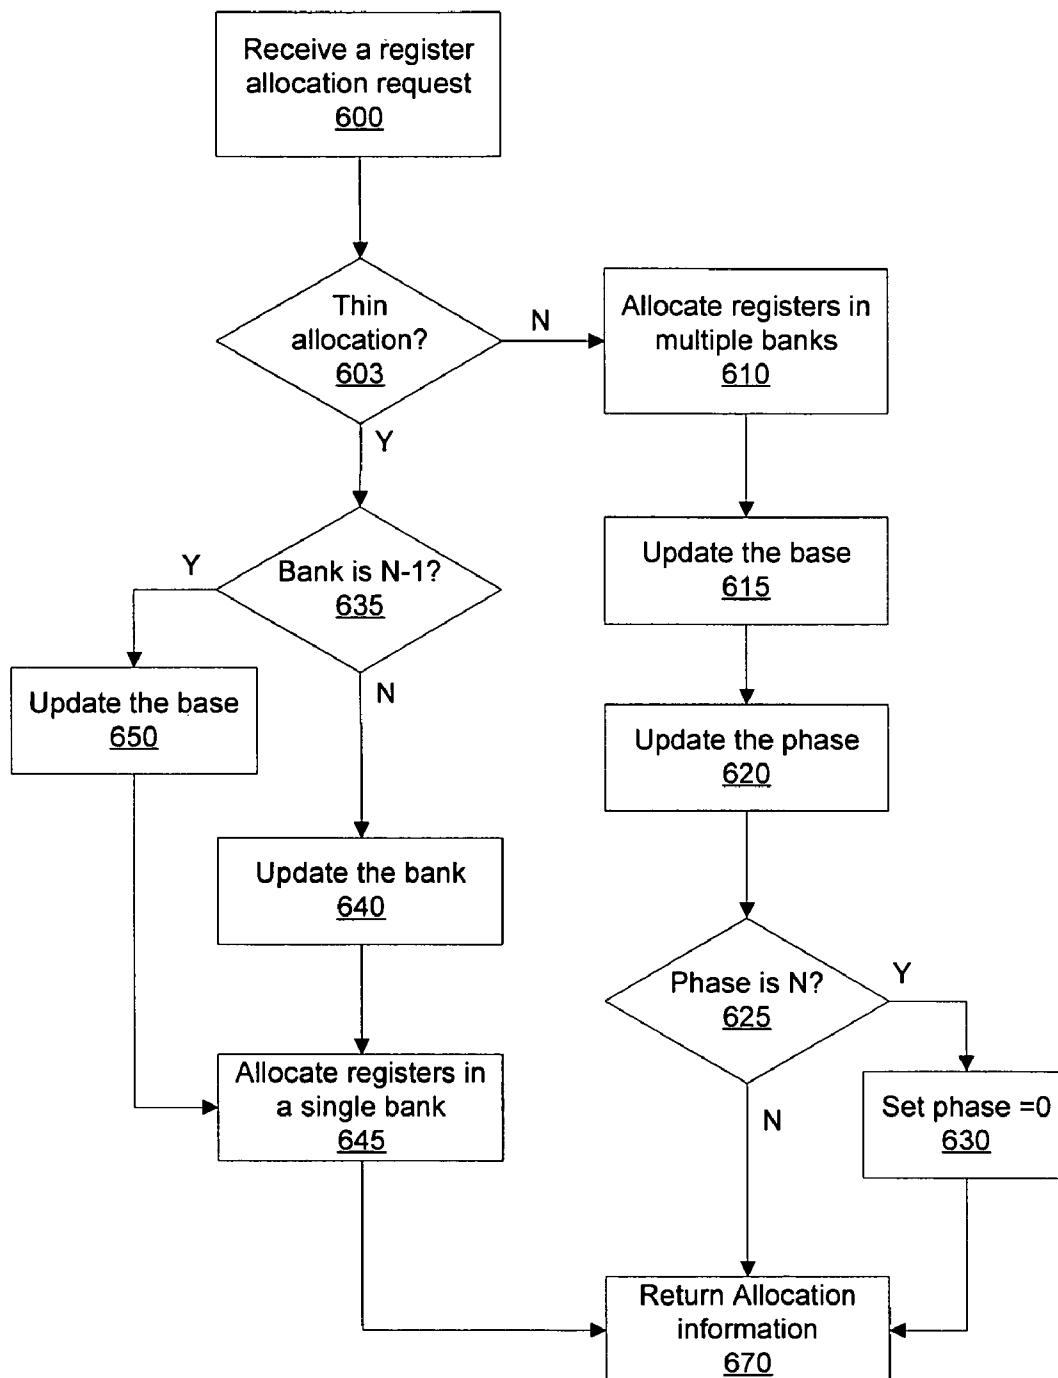 Receive a register
allocation request
600
Thin
allocation?
603
N
Allocate registers in
multiple banks
610
Y
Bank is N-1?
635
Y
N
Update the base
615
Update the base
650
Update the phase
620
Update the bank
640
Phase is N?
625
Y
N
Allocate registers in
a single bank
645
Set phase =0
630
Return Allocation
information
670